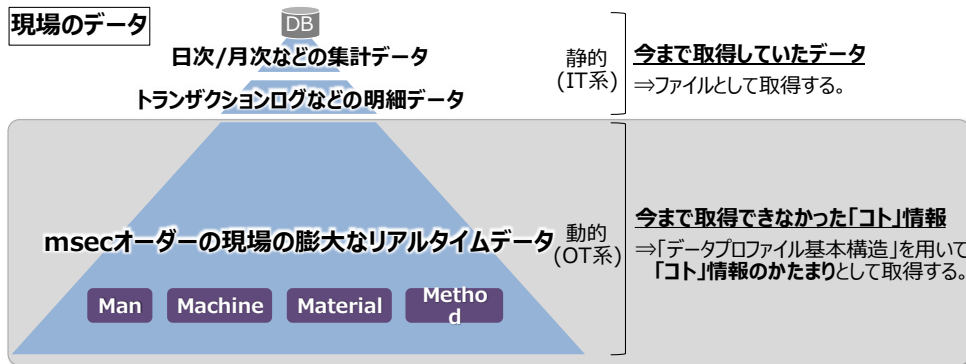 現場のデータ
DB
日次/月次などの集計データ
トランザクションログなどの明細データ
静的
(IT系)
今まで取得していたデータ
⇒ファイルとして取得する。
msecオーダーの現場の膨大なリアルタイムデータ
動的
(OT系)
今まで取得できなかった「コト」情報
⇒「データプロファイル基本構造」を用いて
「コト」情報のかたまりとして取得する。
Man
Machine
Material
Metho
d